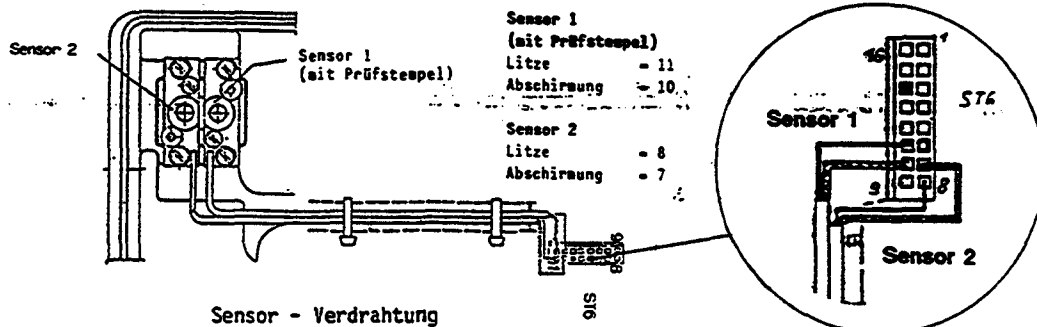 Sensor 2
Sensor 1
(mit Prüfstempel)
Sensor 1
(mit Prüfstempel)
Litze = 11
Abschirmung = 10
Sensor 2
Litze = 8
Abschirmung = 7
16
1
ST6
Sensor 1
9
8
Sensor 2
ST6
Sensor - Verdrahtung